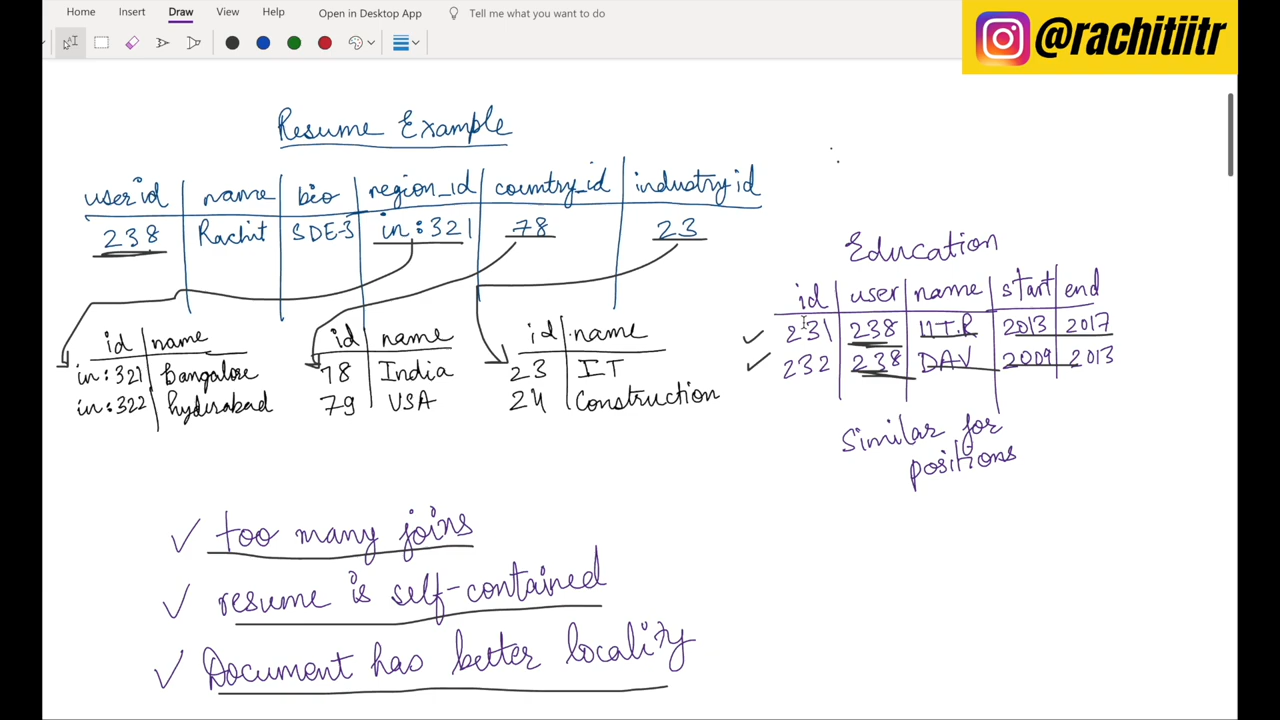 Home Insert Draw View Help Open in Desktop App Tell me what you want to do
@rachitiitr
Resume Example
user id name bio region_id country_id industry id
238 Rachit SDE-3 in:321 78 23
id name
in:321 Bangalore
in:322 hyderabad
id name
78 India
79 USA
id name
23 IT
24 Construction
Education
id user name start end
231 238 IIT.R 2013 2017
232 238 DAV 2009 2013
Similar for
positions
too many joins
resume is self-contained
Document has better locality